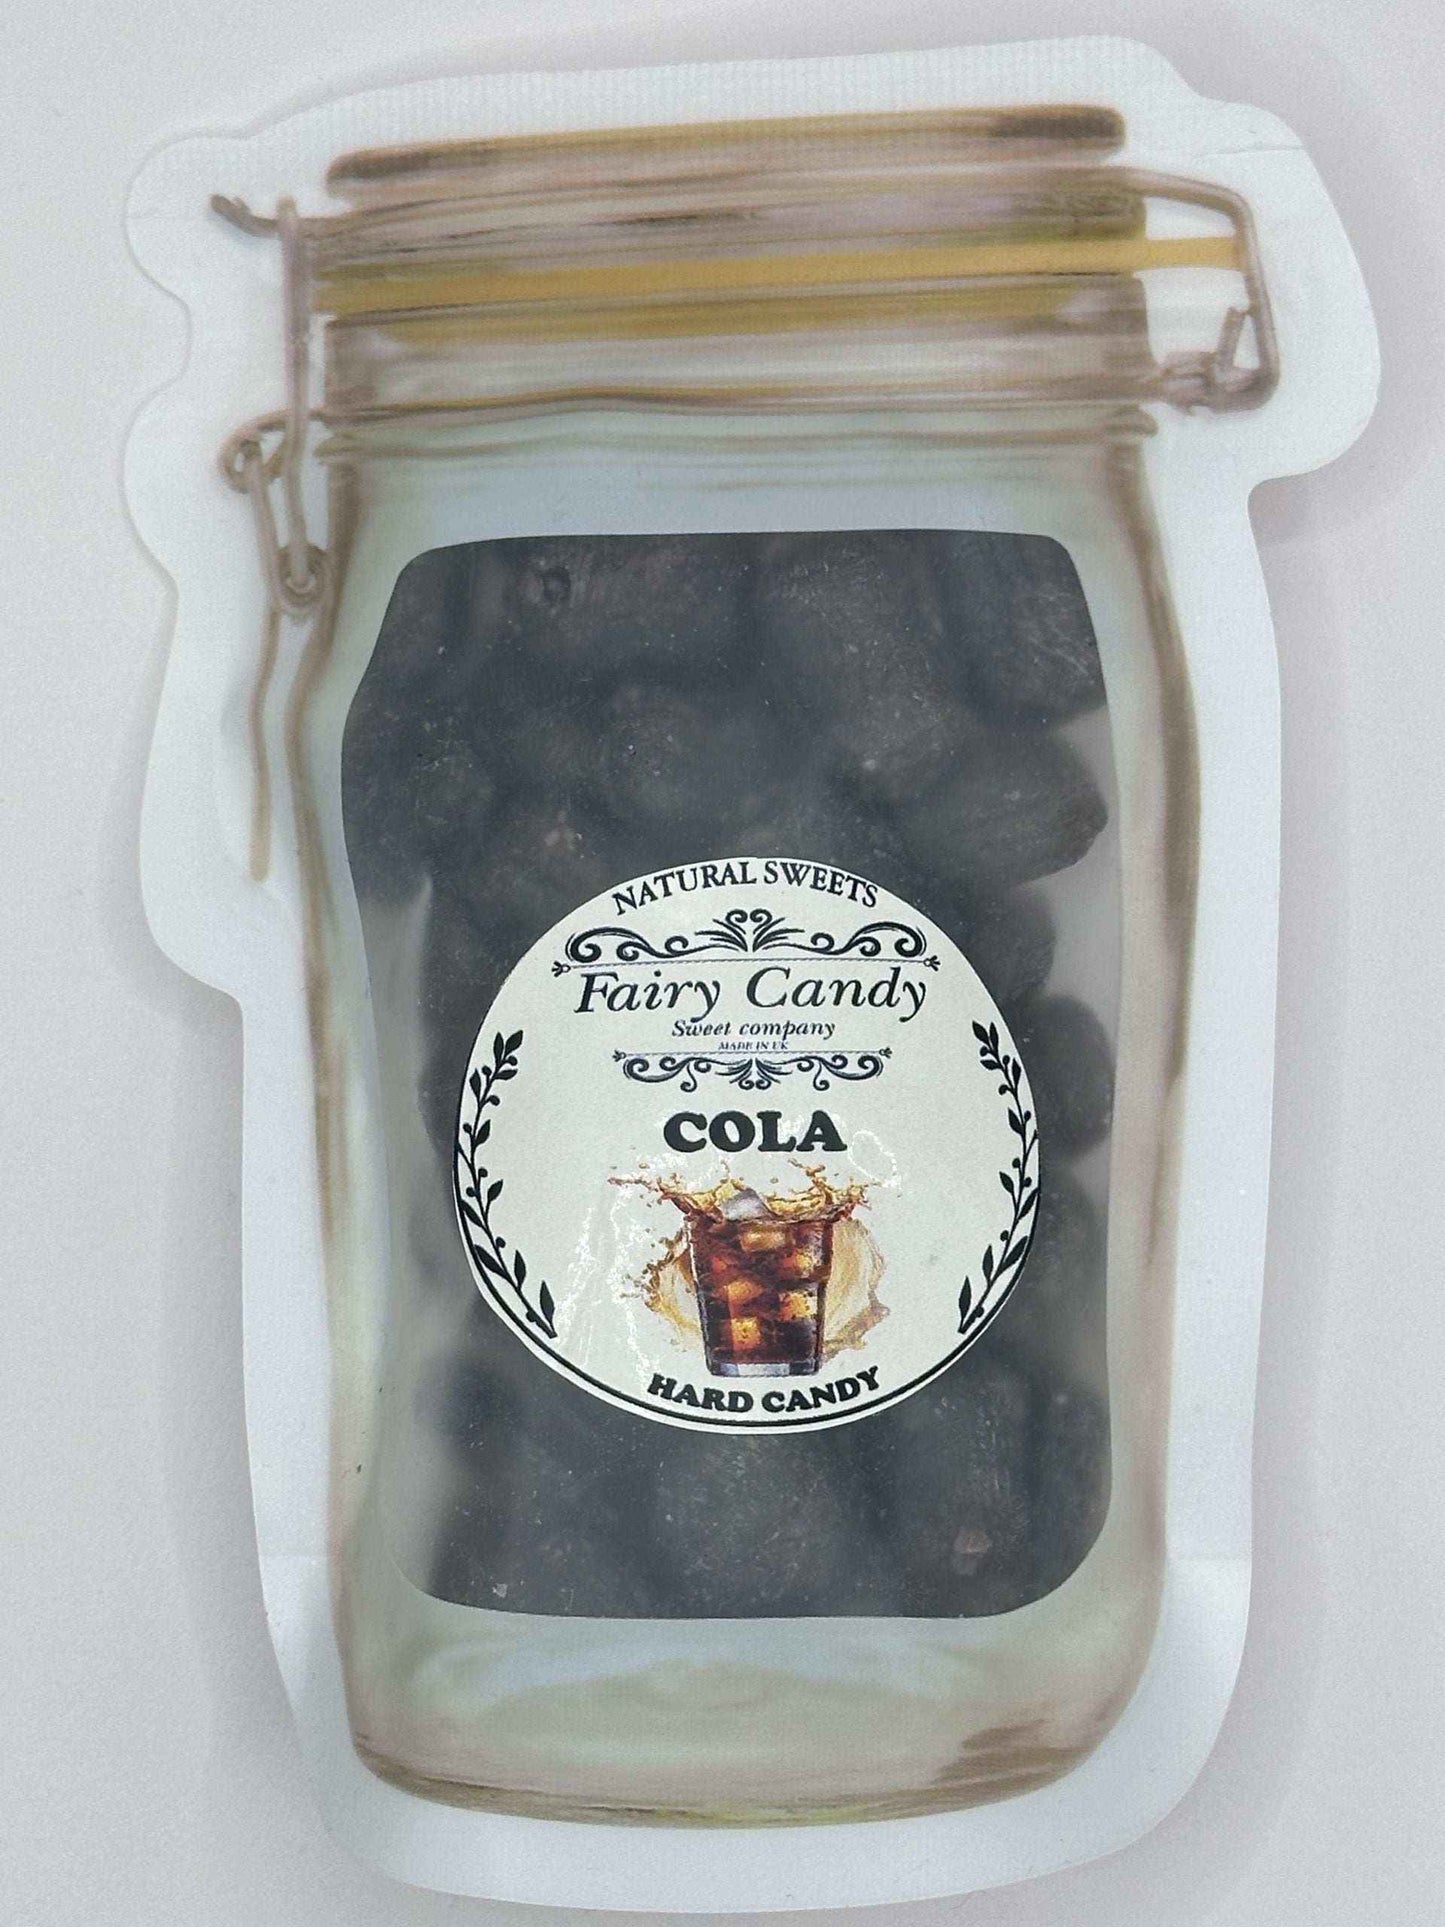 NATURAL SWEETS
Fairy Candy
Sweet company
MADE IN UK
COLA
HARD CANDY